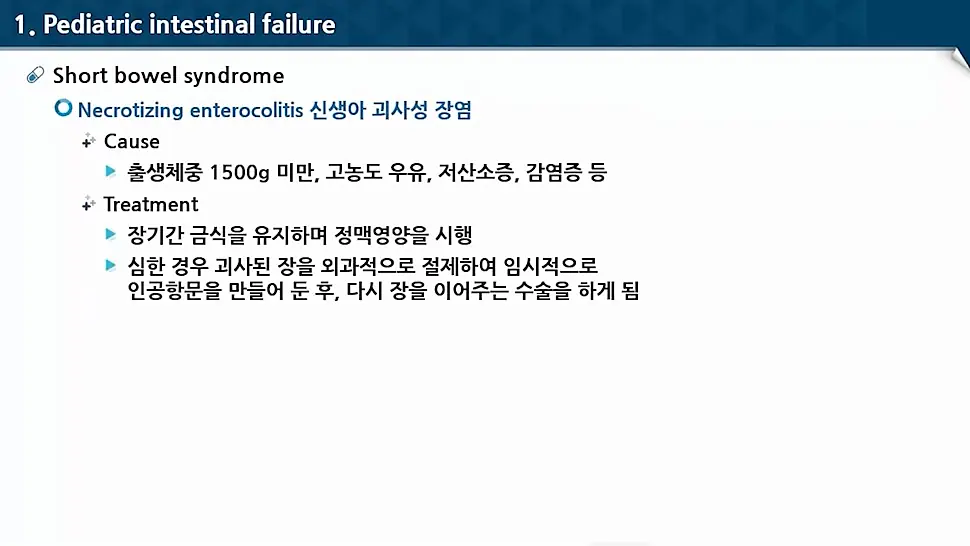 1. Pediatric intestinal failure
Short bowel syndrome
Necrotizing enterocolitis 신생아 괴사성 장염
Cause
출생체중 1500g 미만, 고농도 우유, 저산소증, 감염증 등
Treatment
장기간 금식을 유지하며 정맥영양을 시행
심한 경우 괴사된 장을 외과적으로 절제하여 임시적으로
인공항문을 만들어 둔 후, 다시 장을 이어주는 수술을 하게 됨